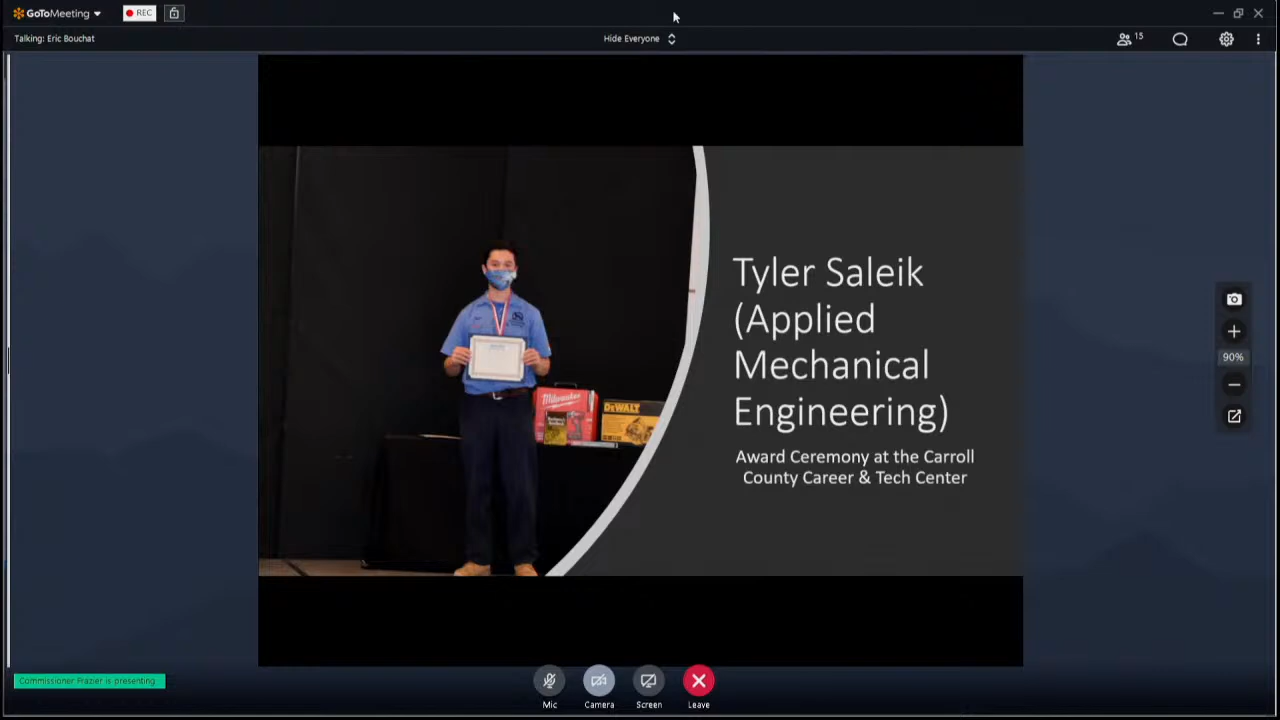 GoToMeeting
REC
Talking: Eric Bouchat
Hide Everyone
15
Tyler Saleik
(Applied
Mechanical
Engineering)
Award Ceremony at the Carroll
County Career & Tech Center
Milwaukee
DEWALT
90%
Commissioner Frazier is presenting.
Mic
Camera
Screen
Leave